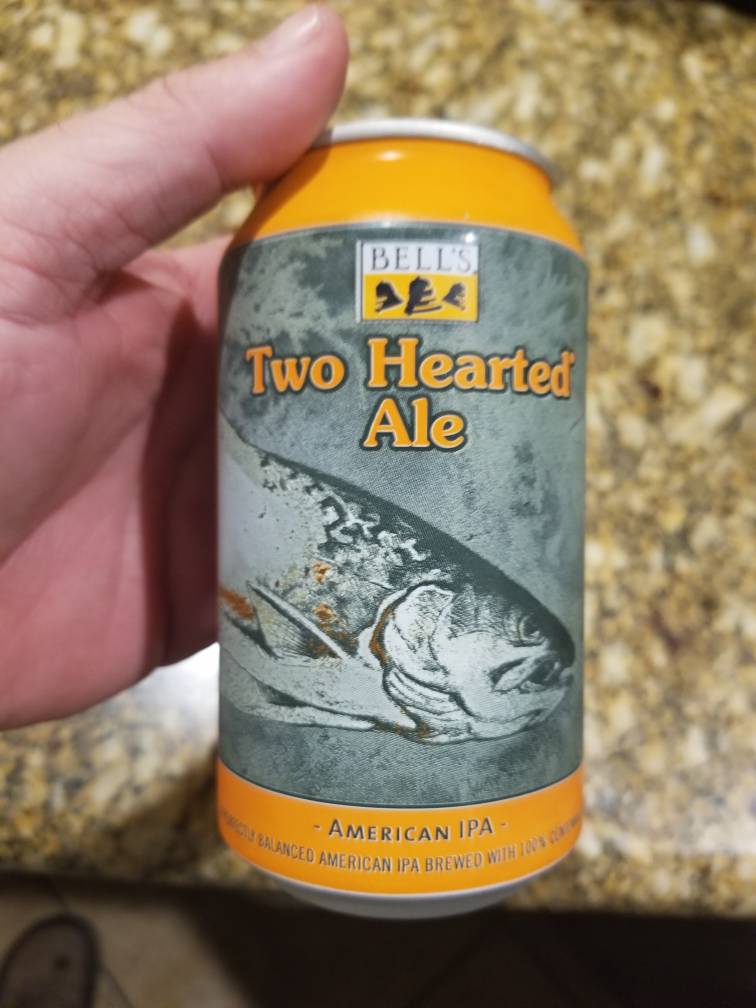 BELL'S
Two Hearted®
Ale
- AMERICAN IPA -
BALANCED AMERICAN IPA BREWED WITH 100%